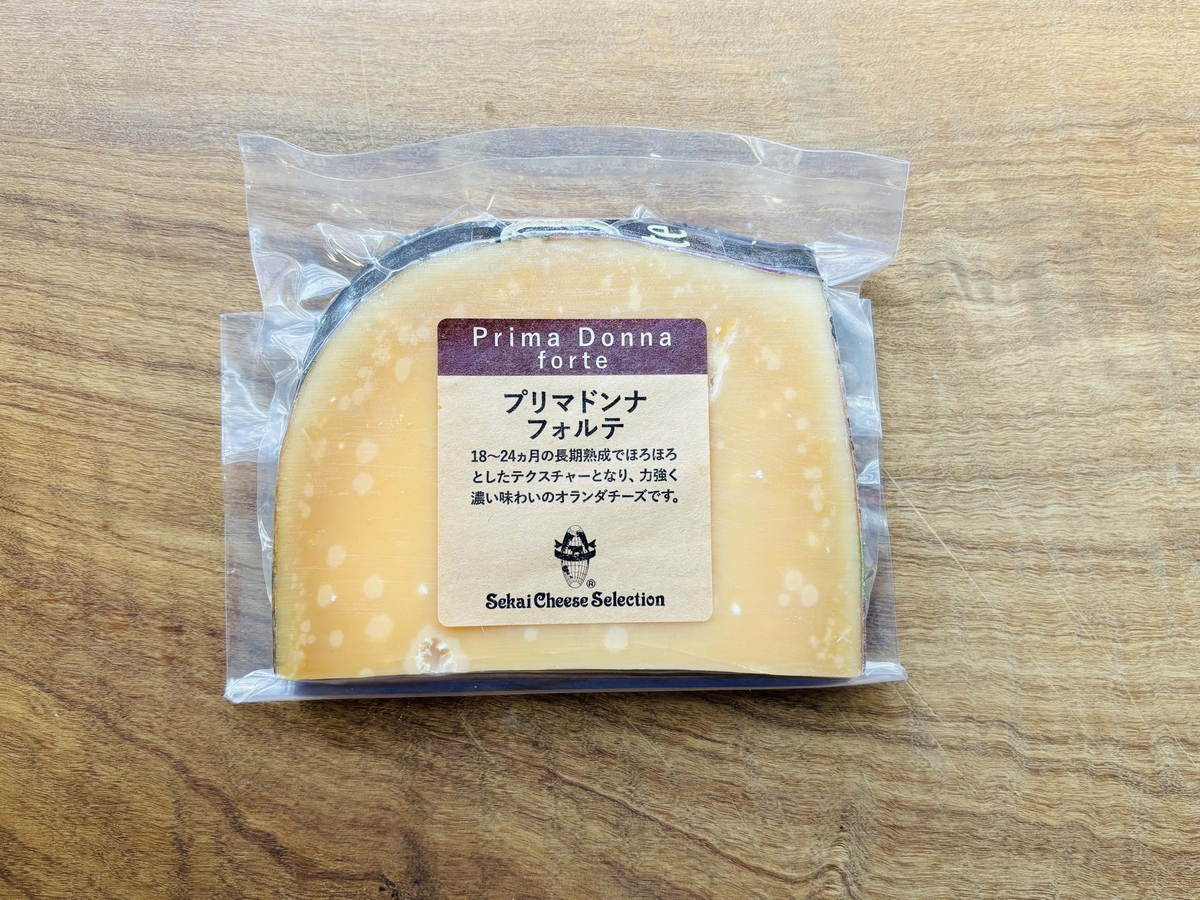 Prima Donna
forte
プリマドンナ
フォルテ
18〜24ヵ月の長期熟成でほろほろ
としたテクスチャーとなり、力強く
濃い味わいのオランダチーズです。
®
Sekai Cheese Selection